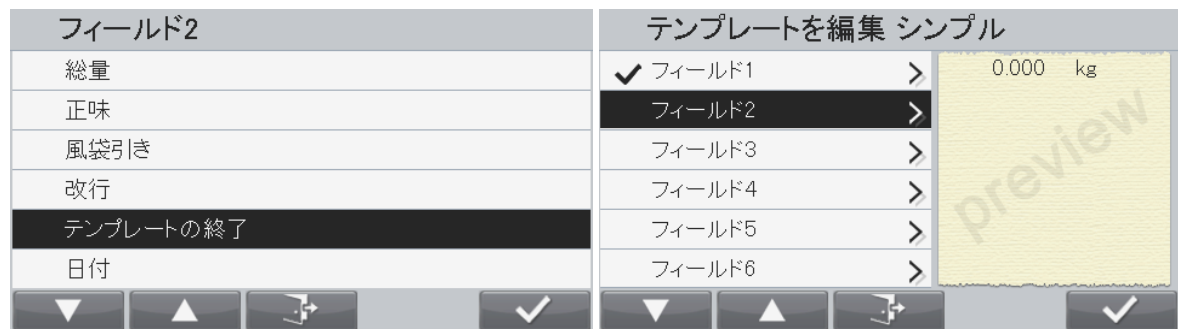 フィールド2
総量
正味
風袋引き
改行
テンプレートの終了
日付
テンプレートを編集 シンプル
フィールド1
フィールド2
フィールド3
フィールド4
フィールド5
フィールド6
0.000 kg
preview